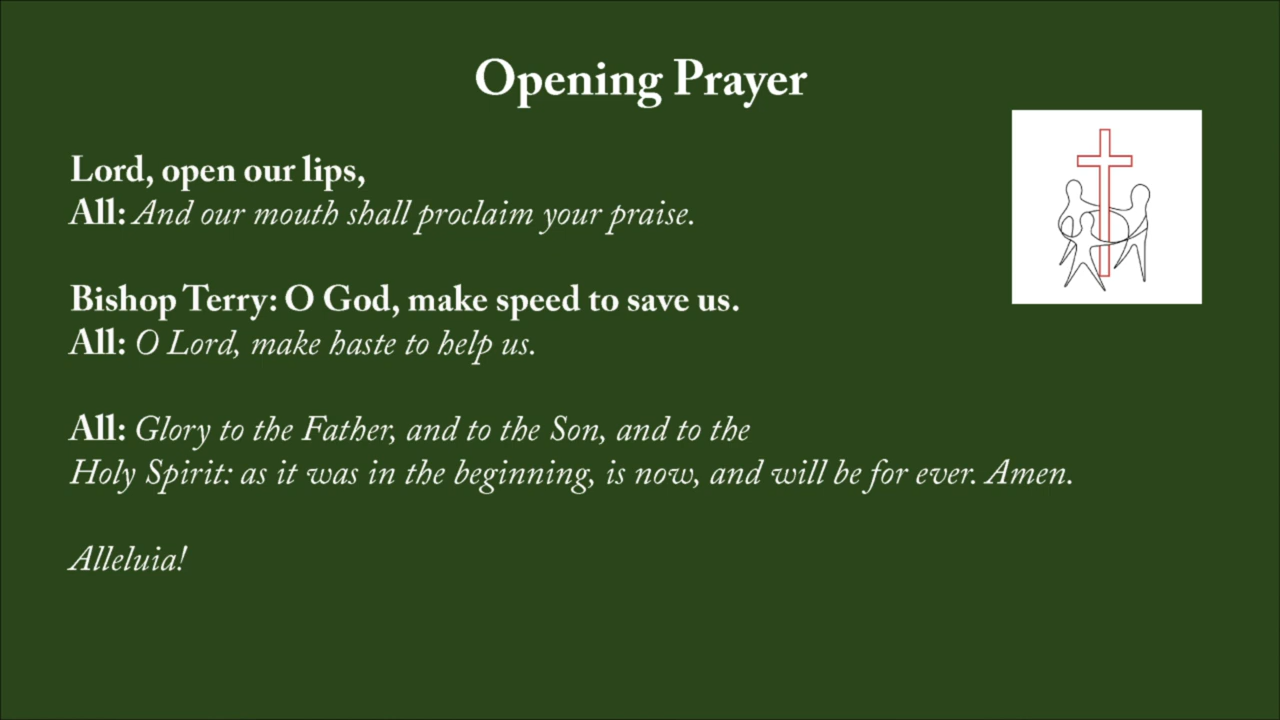 Opening Prayer
Lord, open our lips,
All: And our mouth shall proclaim your praise.
Bishop Terry: O God, make speed to save us.
All: O Lord, make haste to help us.
All: Glory to the Father, and to the Son, and to the
Holy Spirit: as it was in the beginning, is now, and will be for ever. Amen.
Alleluia!